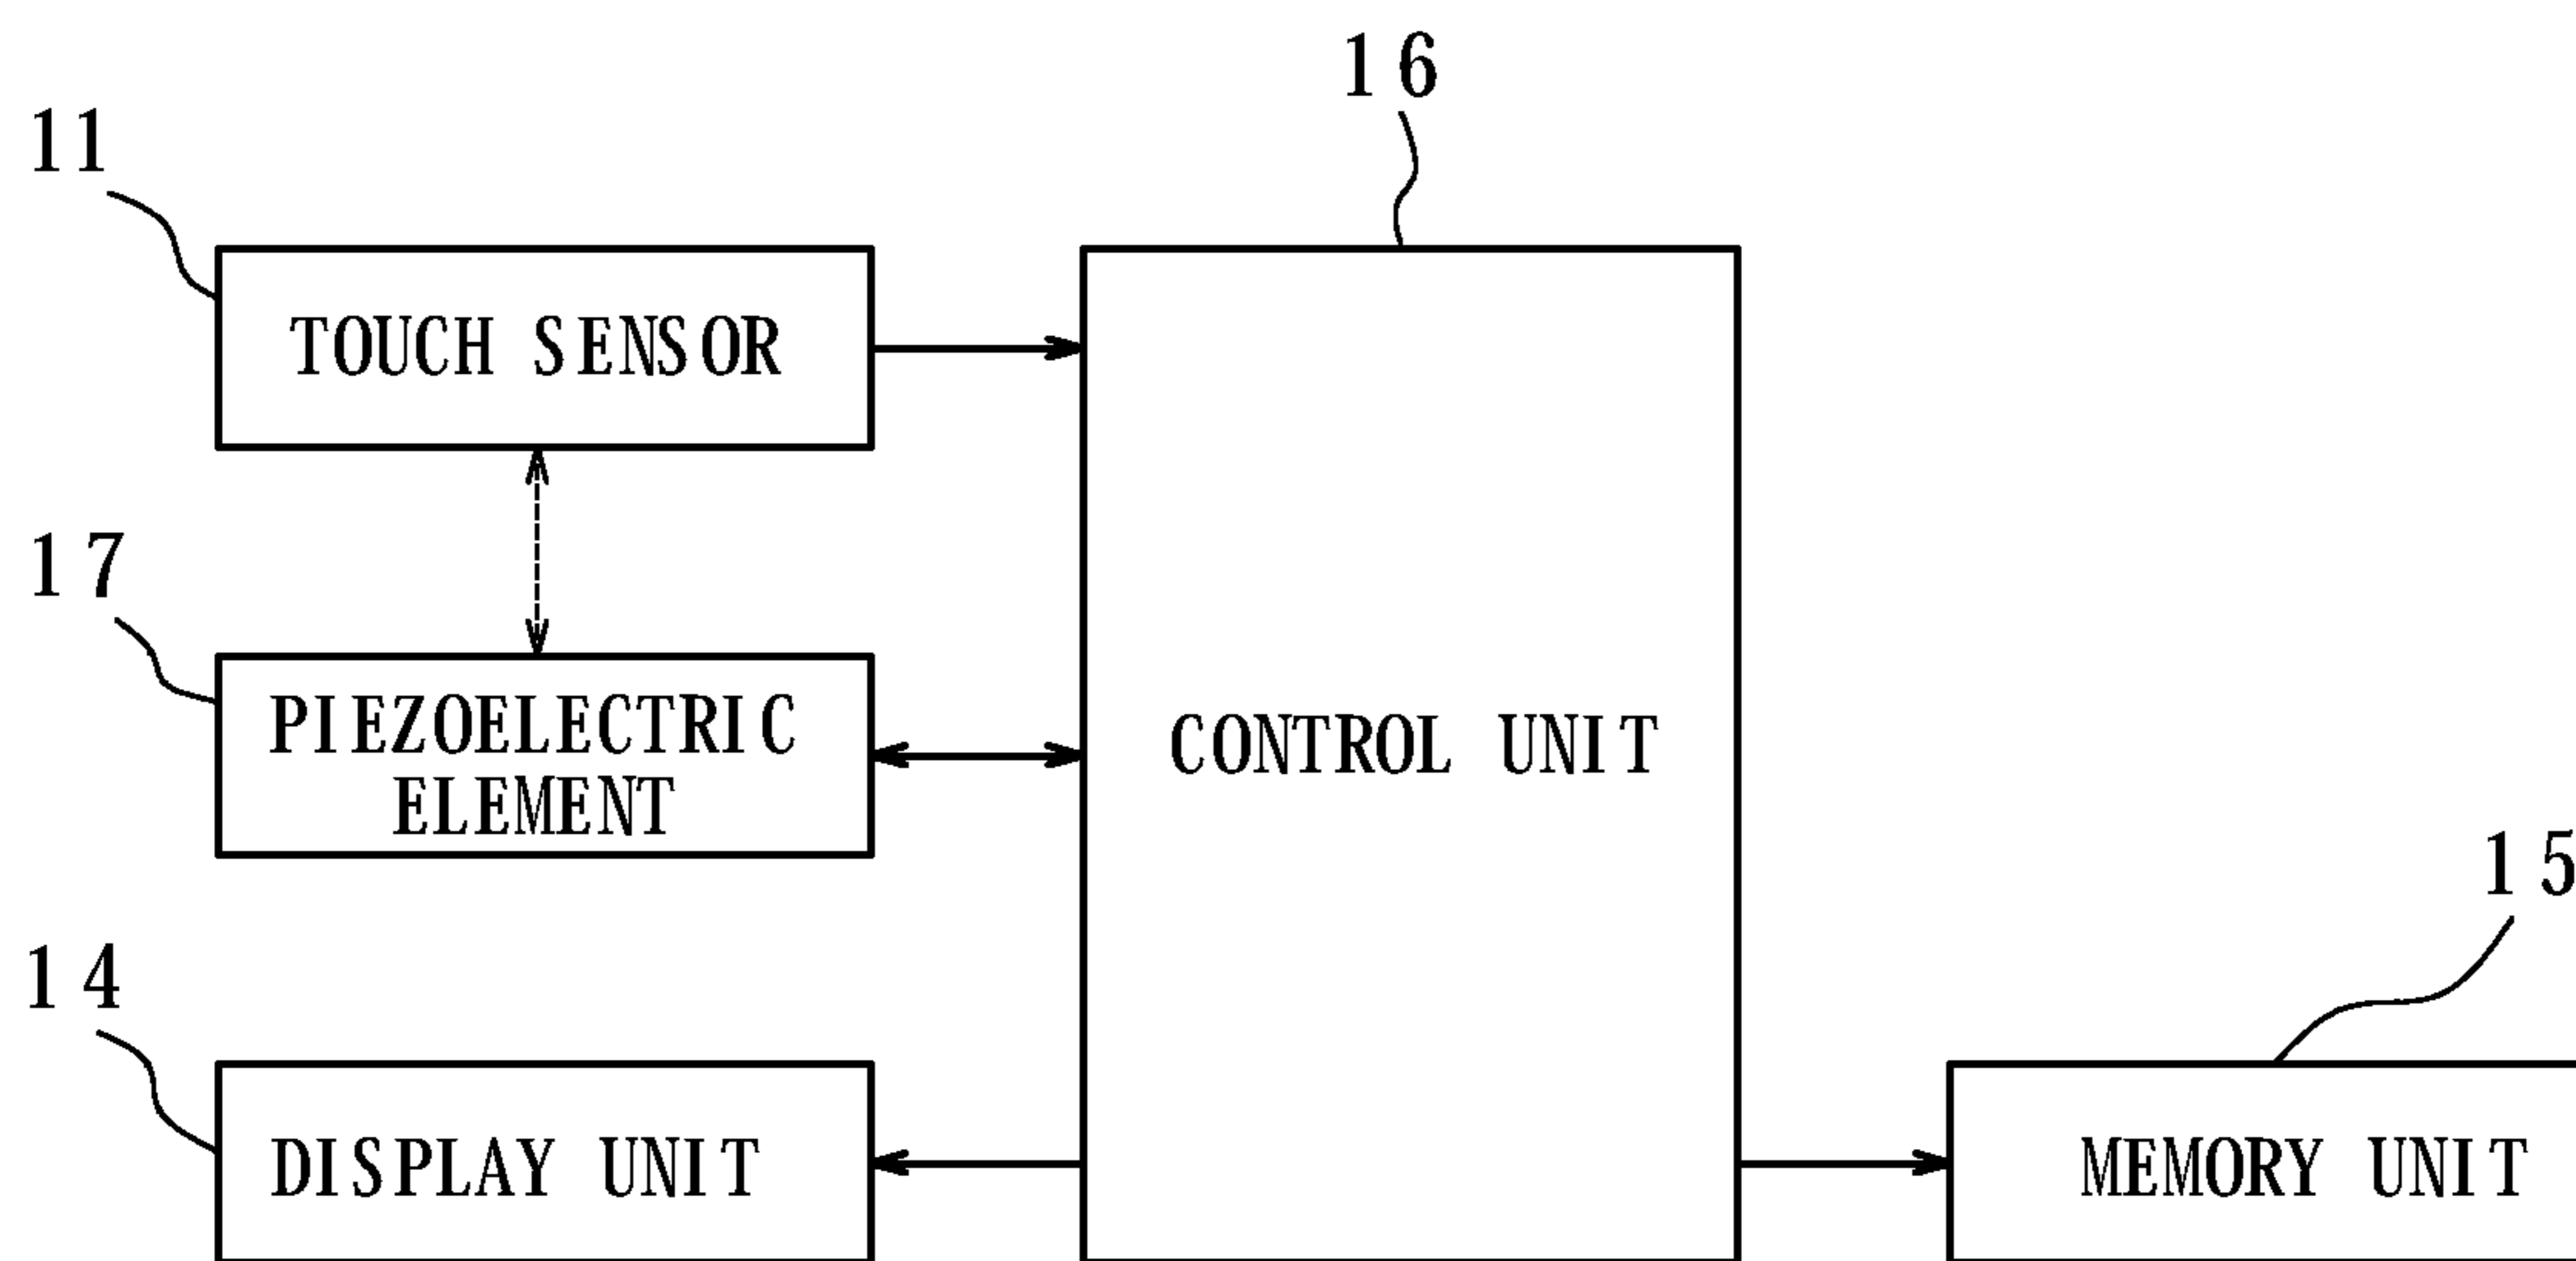 16
11
TOUCH SENSOR
17
PIEZOELECTRIC
ELEMENT
CONTROL UNIT
15
14
DISPLAY UNIT
MEMORY UNIT